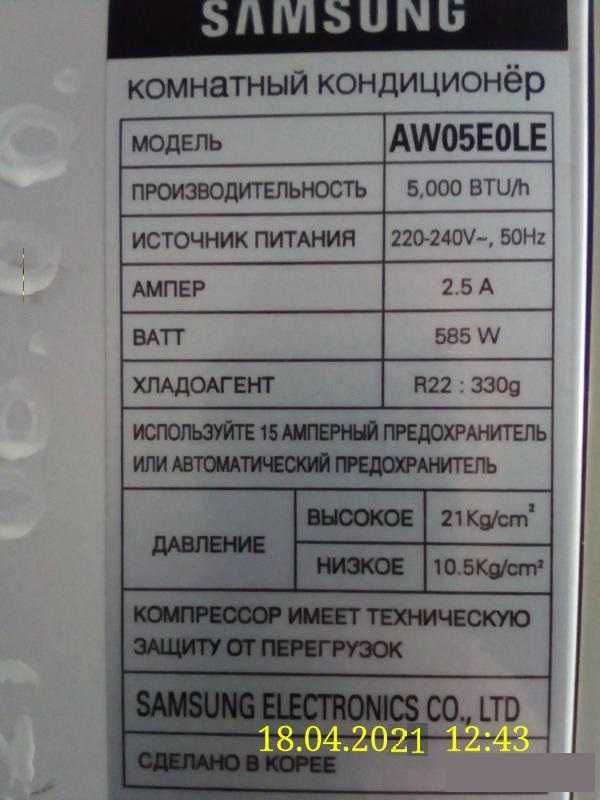 SAMSUNG
КОМНАТНЫЙ КОНДИЦИОНЁР
МОДЕЛЬ AW05E0LE
ПРОИЗВОДИТЕЛЬНОСТЬ 5,000 BTU/h
ИСТОЧНИК ПИТАНИЯ 220-240V~, 50Hz
АМПЕР 2.5 A
ВАТТ 585 W
ХЛАДОАГЕНТ R22 : 330g
ИСПОЛЬЗУЙТЕ 15 АМПЕРНЫЙ ПРЕДОХРАНИТЕЛЬ
ИЛИ АВТОМАТИЧЕСКИЙ ПРЕДОХРАНИТЕЛЬ
ДАВЛЕНИЕ
ВЫСОКОЕ 21Kg/cm²
НИЗКОЕ 10.5Kg/cm²
КОМПРЕССОР ИМЕЕТ ТЕХНИЧЕСКУЮ
ЗАЩИТУ ОТ ПЕРЕГРУЗОК
SAMSUNG ELECTRONICS CO., LTD
18.04.2021 12:43
СДЕЛАНО В КОРЕЕ